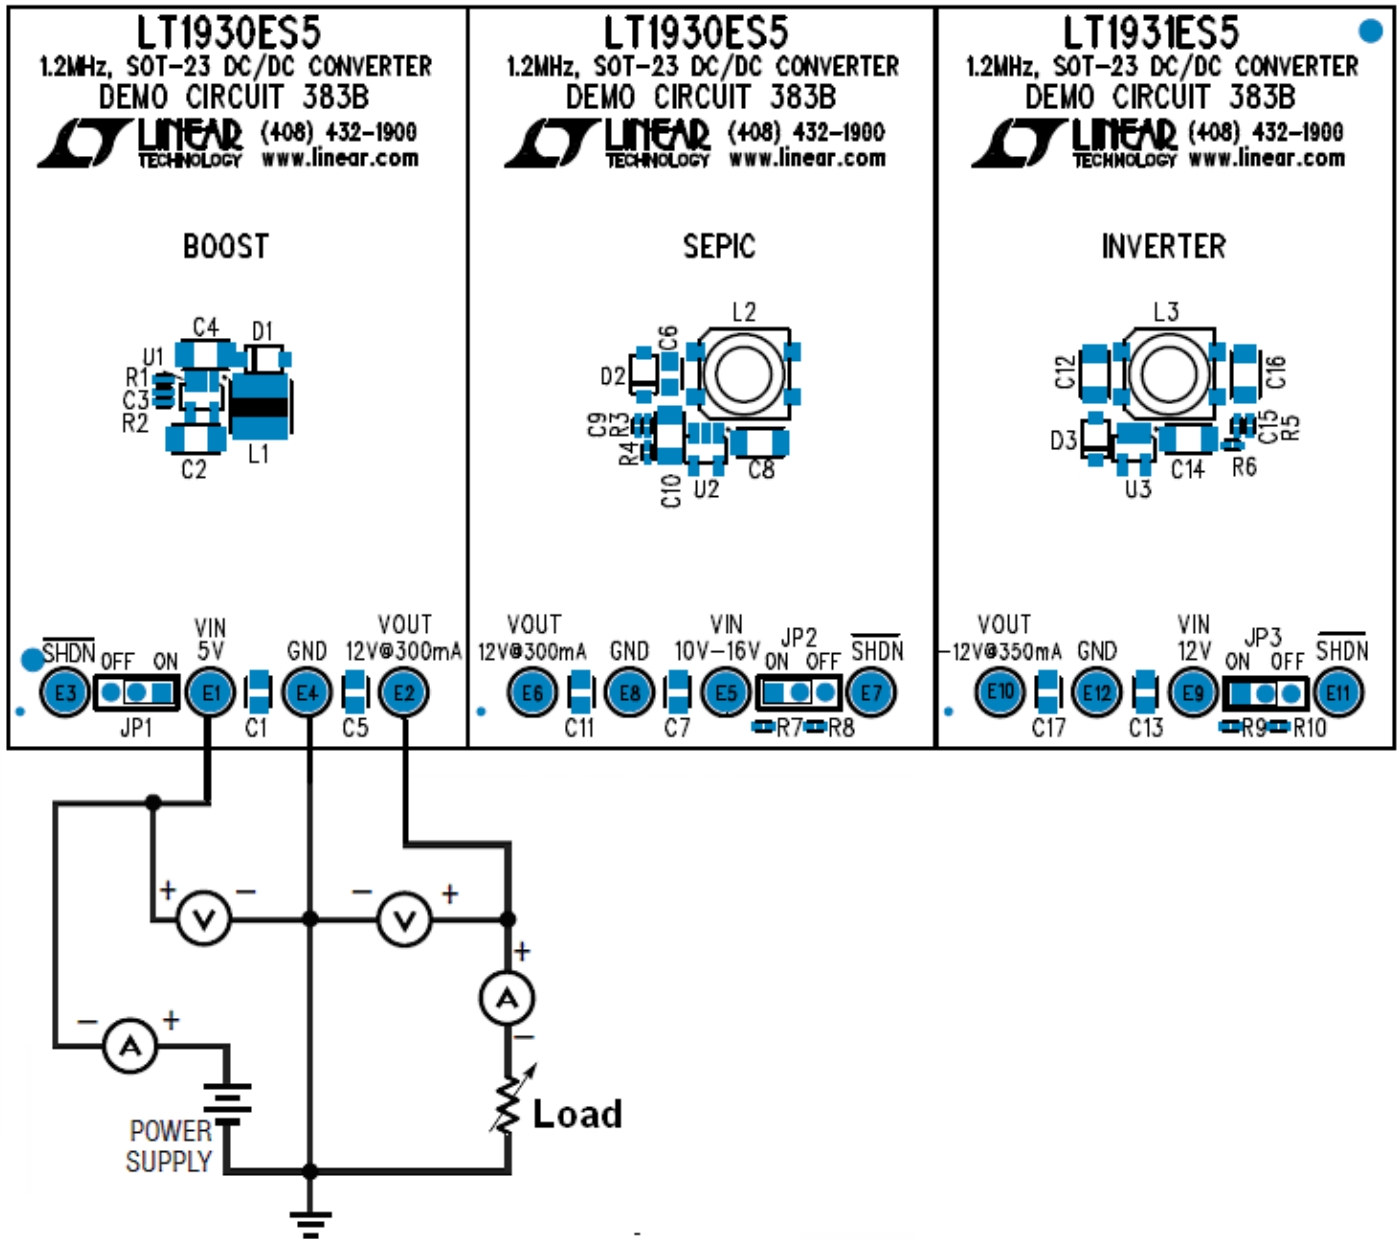 LT1930ES5
1.2MHz, SOT-23 DC/DC CONVERTER
DEMO CIRCUIT 383B
LINEAR (408) 432-1900
TECHNOLOGY www.linear.com
BOOST
C4
D1
U1
R1
C3
R2
C2
L1
VIN
VOUT
SHDN
OFF
ON
5V
GND
12V@300mA
E3
E1
E4
E2
JP1
C1
C5
LT1930ES5
1.2MHz, SOT-23 DC/DC CONVERTER
DEMO CIRCUIT 383B
LINEAR (408) 432-1900
TECHNOLOGY www.linear.com
SEPIC
L2
C6
D2
C9
R3
R4
C10
U2
C8
VOUT
VIN
JP2
12V@300mA
GND
10V-16V
ON
OFF
SHDN
E6
E8
E5
E7
C11
C7
R7
R8
LT1931ES5
1.2MHz, SOT-23 DC/DC CONVERTER
DEMO CIRCUIT 383B
LINEAR (408) 432-1900
TECHNOLOGY www.linear.com
INVERTER
L3
C12
C16
D3
C15
R5
C14
R6
U3
VOUT
VIN
JP3
-12V@350mA
GND
12V
ON
OFF
SHDN
E10
E12
E9
E11
C17
C13
R9
R10
+ V -
- V +
+
A
-
- A +
POWER
SUPPLY
Load